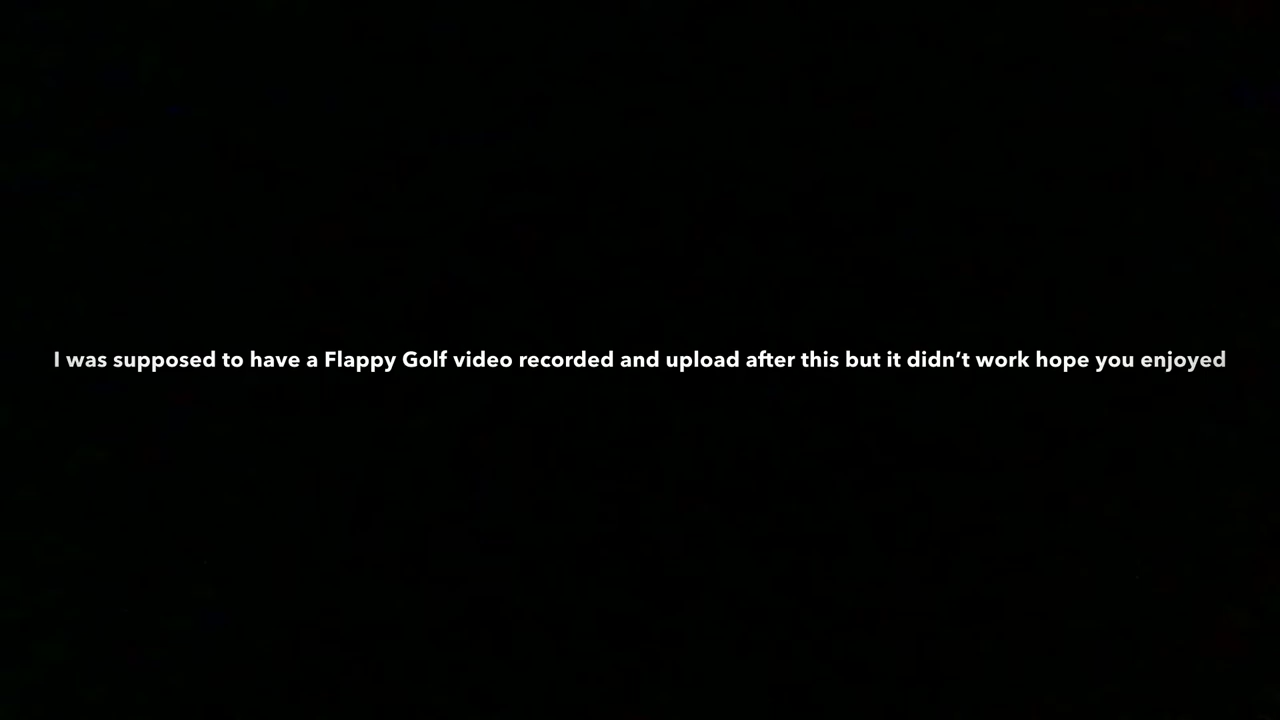 I was supposed to have a Flappy Golf video recorded and upload after this but it didn’t work hope you enjoyed